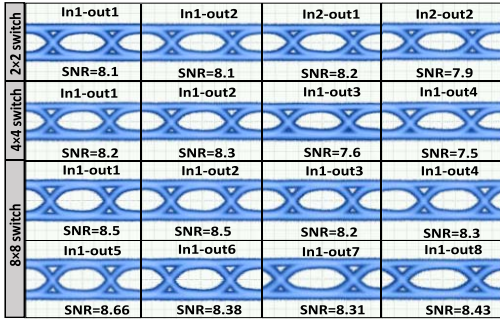 2×2 switch
In1-out1 In1-out2 In2-out1 In2-out2
SNR=8.1 SNR=8.1 SNR=8.2 SNR=7.9
4×4 switch
In1-out1 In1-out2 In1-out3 In1-out4
SNR=8.2 SNR=8.3 SNR=7.6 SNR=7.5
8×8 switch
In1-out1 In1-out2 In1-out3 In1-out4
SNR=8.5 SNR=8.5 SNR=8.2 SNR=8.3
In1-out5 In1-out6 In1-out7 In1-out8
SNR=8.66 SNR=8.38 SNR=8.31 SNR=8.43